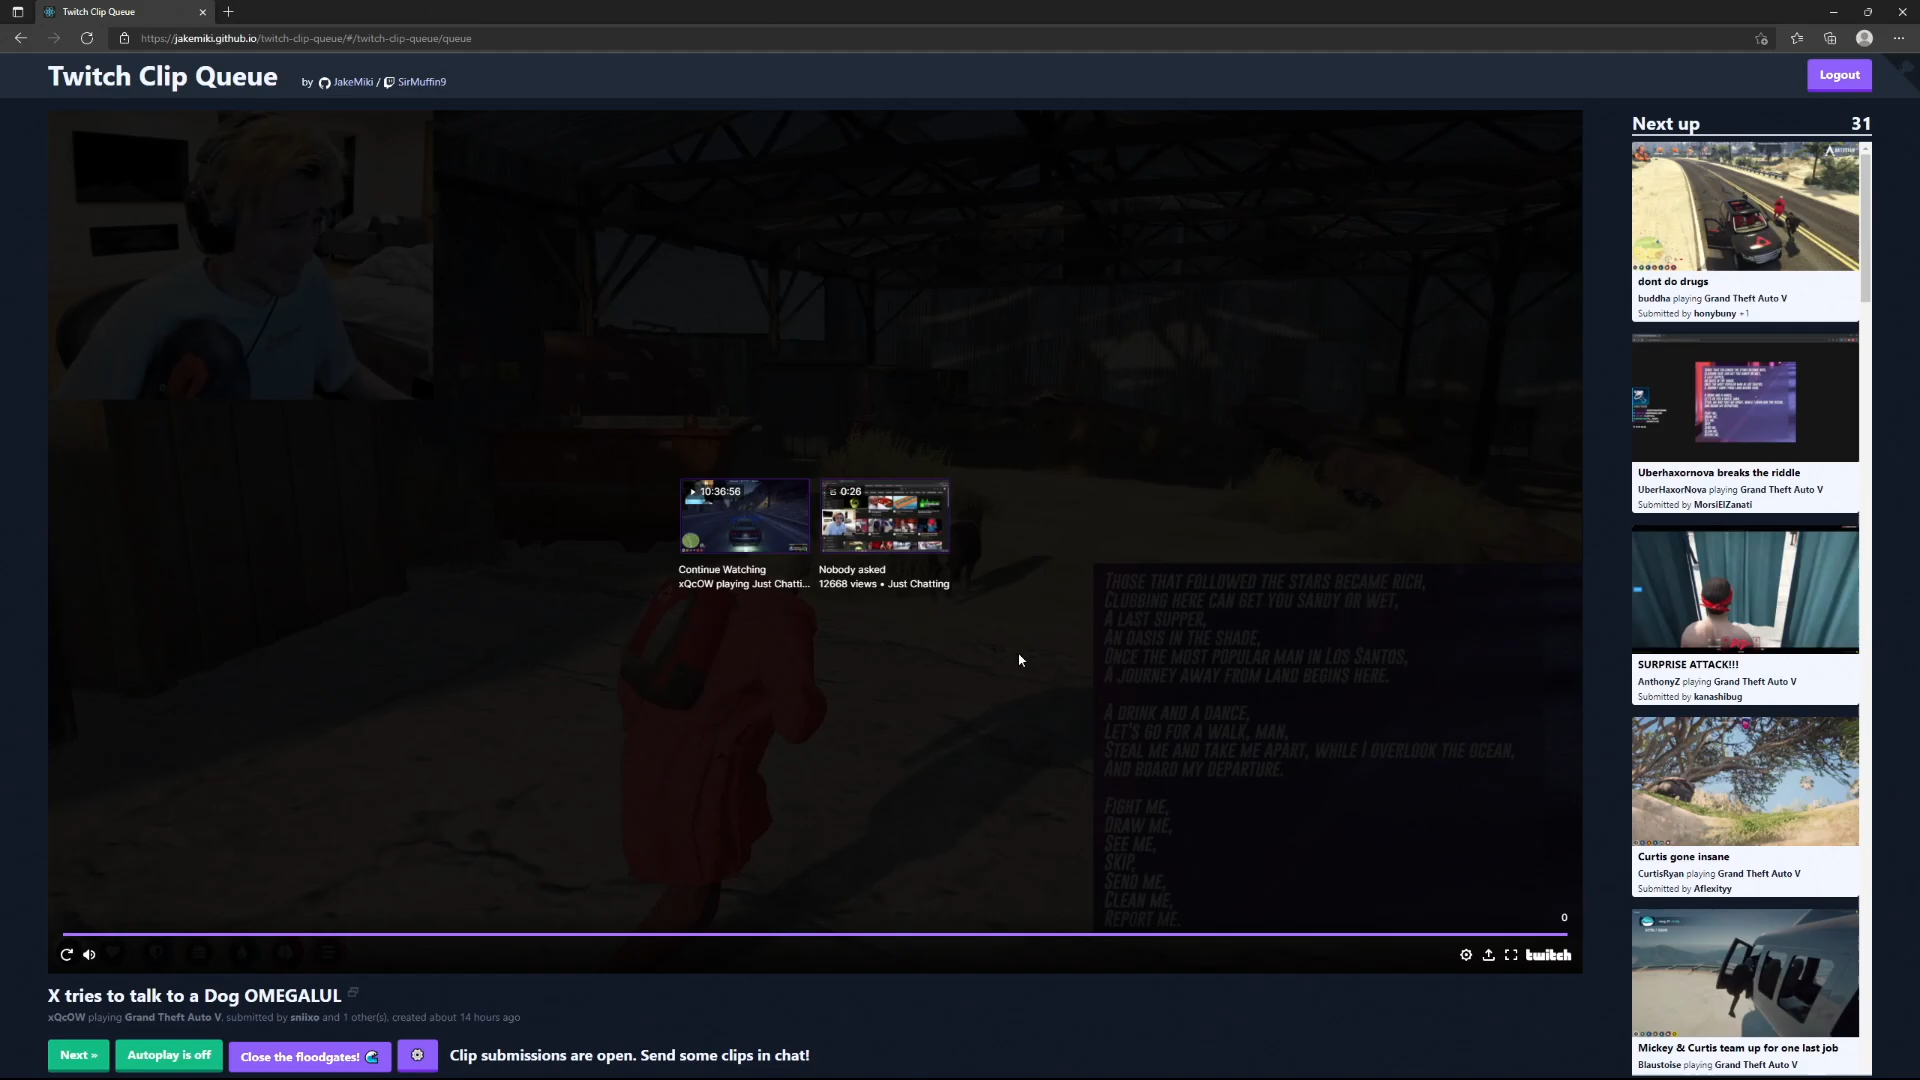 Twitch Clip Queue
https://jakemiki.github.io/twitch-clip-queue/#/twitch-clip-queue/queue
Twitch Clip Queue
by JakeMiki / SirMuffin9
Logout
Next up 31
dont do drugs
buddha playing Grand Theft Auto V
Submitted by honybuny +1
Uberhaxornova breaks the riddle
UberHaxorNova playing Grand Theft Auto V
Submitted by MorsiElZanati
SURPRISE ATTACK!!!
AnthonyZ playing Grand Theft Auto V
Submitted by kanashibug
Curtis gone insane
CurtisRyan playing Grand Theft Auto V
Submitted by Aflexityy
Mickey & Curtis team up for one last job
Blaustoise playing Grand Theft Auto V
10:36:56
0:26
Continue Watching
xQcOW playing Just Chatti...
Nobody asked
12668 views • Just Chatting
THOSE THAT FOLLOWED THE STARS BECAME RICH,
CLUBBING HERE CAN GET YOU SANDY OR WET,
A LAST SUPPER,
AN OASIS IN THE SHADE,
ONCE THE MOST POPULAR MAN IN LOS SANTOS,
A JOURNEY AWAY FROM LAND BEGINS HERE.
A DRINK AND A DANCE,
LET'S GO FOR A WALK, MAN,
STEAL ME AND TAKE ME APART, WHILE I OVERLOOK THE OCEAN,
AND BOARD MY DEPARTURE.
FIGHT ME,
DRAW ME,
SEE ME,
SKIP,
SEND ME,
CLEAN ME,
REPORT ME.
0
twitch
X tries to talk to a Dog OMEGALUL
xQcOW playing Grand Theft Auto V, submitted by sniixo and 1 other(s), created about 14 hours ago
Next »
Autoplay is off
Close the floodgates!
Clip submissions are open. Send some clips in chat!